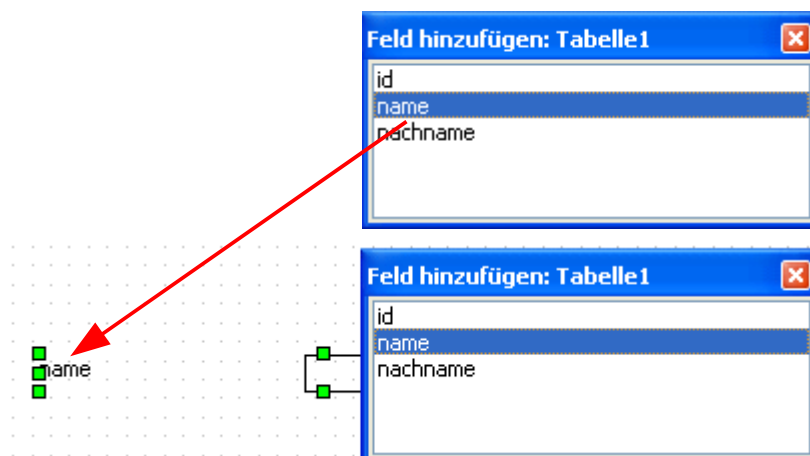 Feld hinzufügen: Tabelle1
id
name
nachname
Feld hinzufügen: Tabelle1
id
name
name
nachname